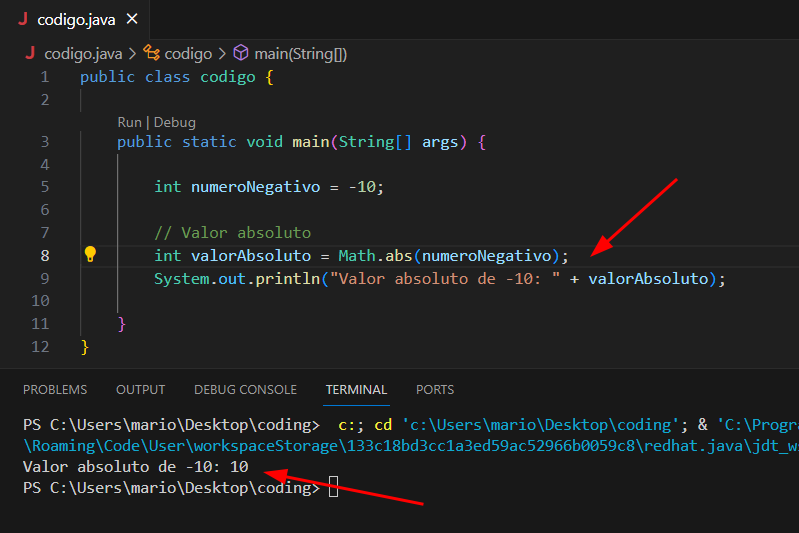 J codigo.java ×
J codigo.java > codigo > main(String[])
1 public class codigo {
2
Run | Debug
3 public static void main(String[] args) {
4
5 int numeroNegativo = -10;
6
7 // Valor absoluto
8 int valorAbsoluto = Math.abs(numeroNegativo);
9 System.out.println("Valor absoluto de -10: " + valorAbsoluto);
10
11 }
12 }
PROBLEMS OUTPUT DEBUG CONSOLE TERMINAL PORTS
PS C:\Users\mario\Desktop\coding> c:; cd 'c:\Users\mario\Desktop\coding'; & 'C:\Progra
\Roaming\Code\User\workspaceStorage\133c18bd3cc1a3ed59ac52966b0059c8\redhat.java\jdt_ws
Valor absoluto de -10: 10
PS C:\Users\mario\Desktop\coding>